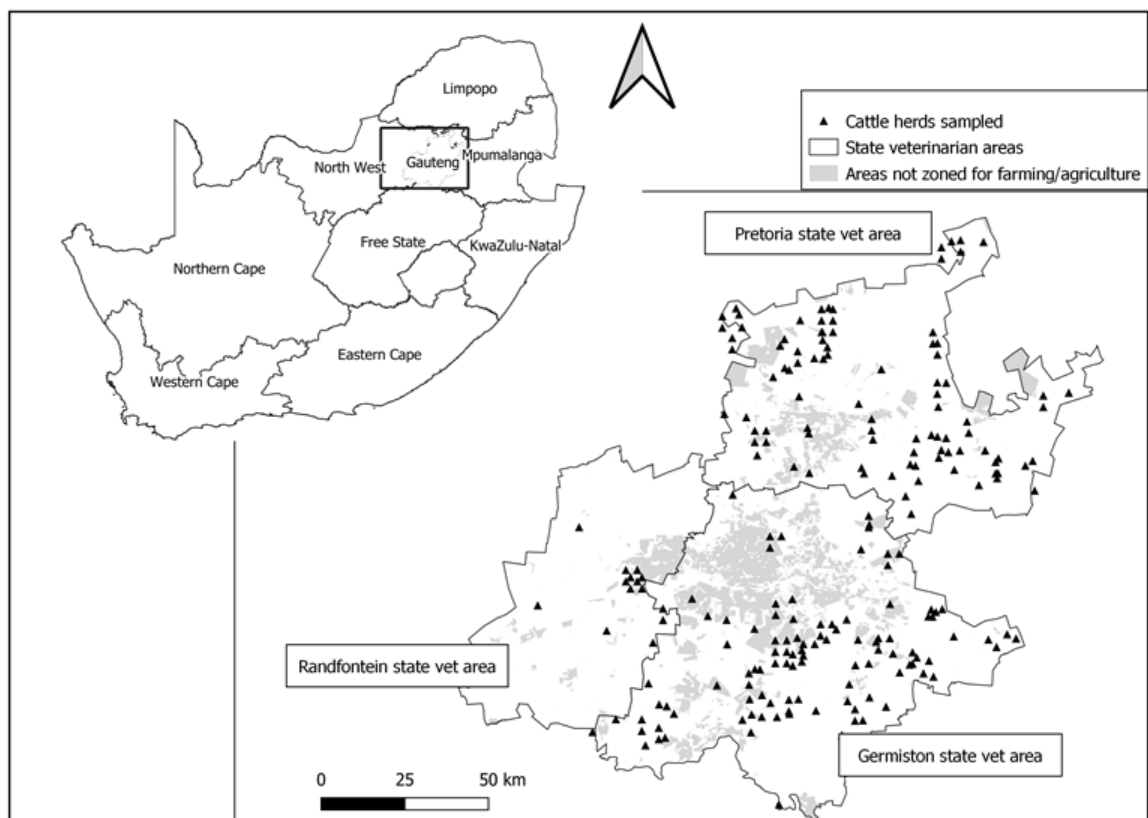 Limpopo
North West
Gauteng
Mpumalanga
Free State
KwaZulu-Natal
Northern Cape
Eastern Cape
Western Cape
Cattle herds sampled
State veterinarian areas
Areas not zoned for farming/agriculture
Pretoria state vet area
Randfontein state vet area
Germiston state vet area
0 25 50 km